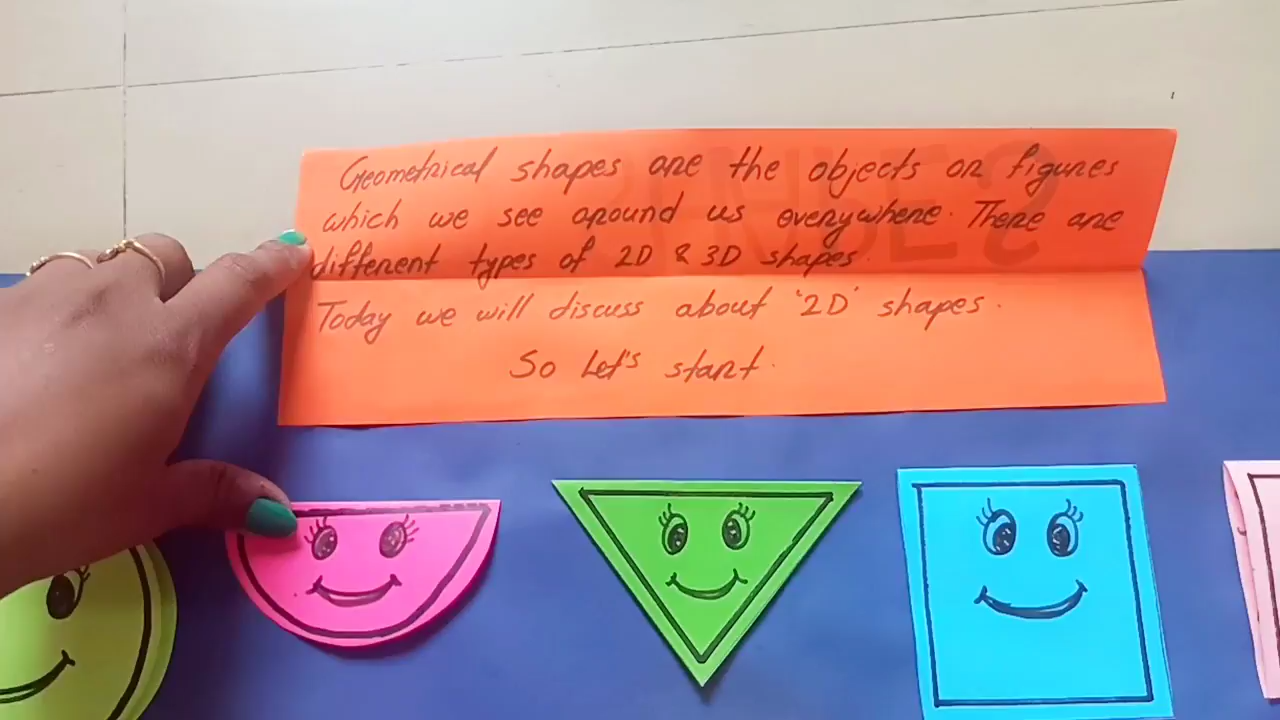 Geometrical shapes are the objects or figures
which we see around us everywhere. There are
different types of 2D & 3D shapes.
Today we will discuss about '2D' shapes.
So Let's start.